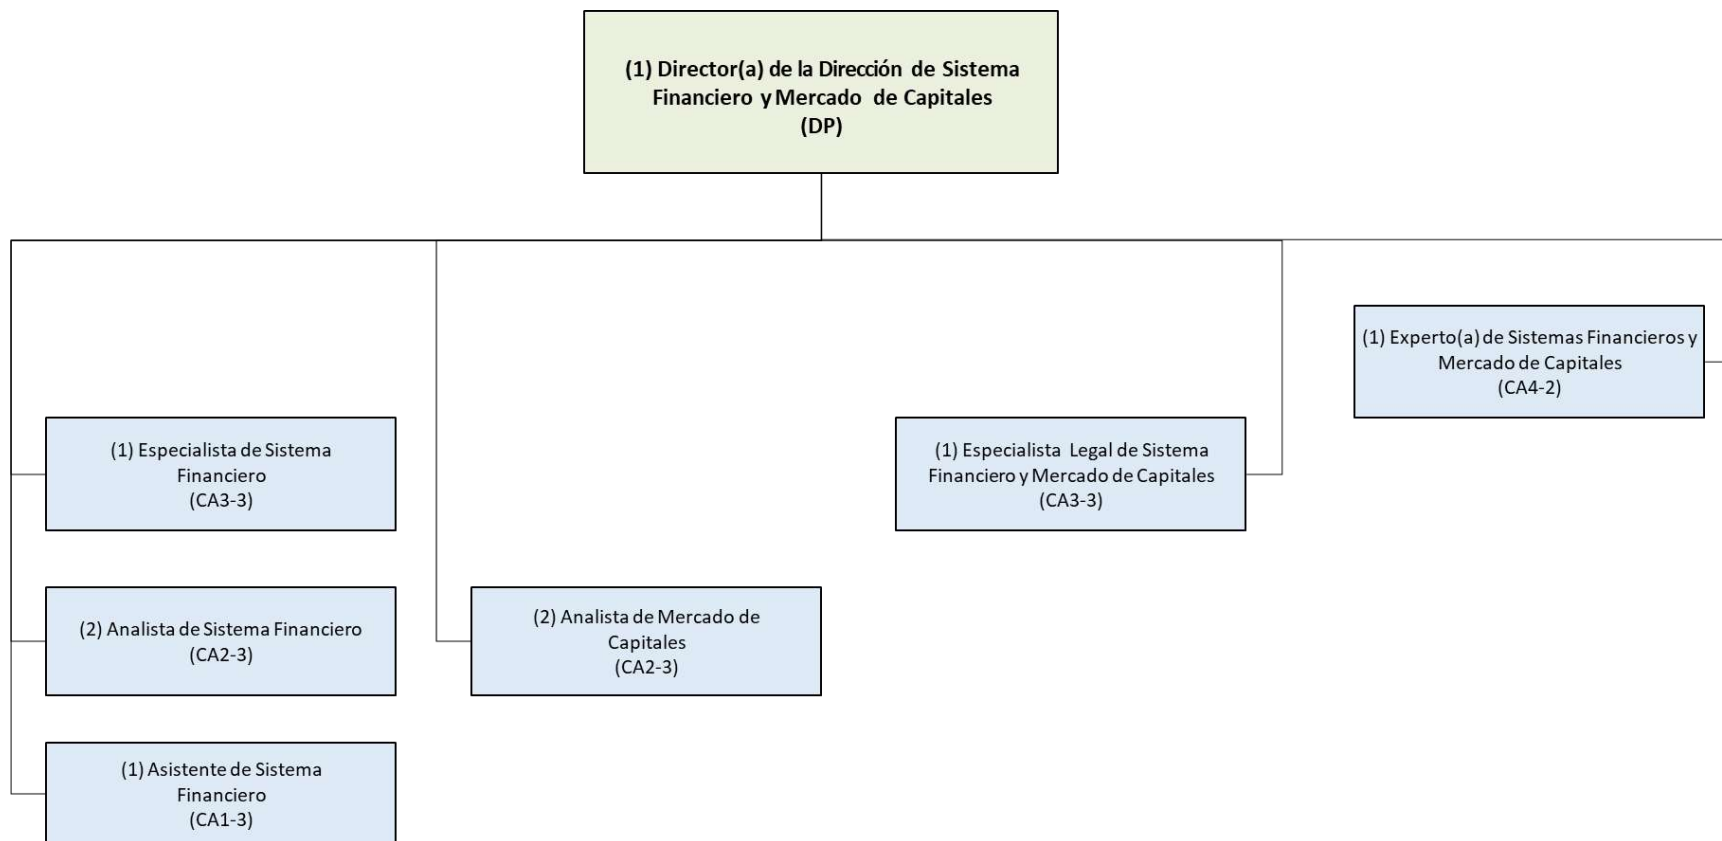 (1) Director(a) de la Dirección de Sistema
Financiero y Mercado de Capitales
(DP)
(1) Experto(a) de Sistemas Financieros y
Mercado de Capitales
(CA4-2)
(1) Especialista de Sistema
Financiero
(CA3-3)
(1) Especialista Legal de Sistema
Financiero y Mercado de Capitales
(CA3-3)
(2) Analista de Sistema Financiero
(CA2-3)
(2) Analista de Mercado de
Capitales
(CA2-3)
(1) Asistente de Sistema
Financiero
(CA1-3)